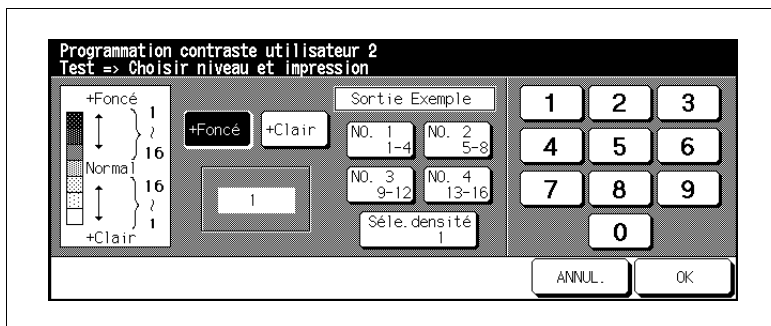 Programmation contraste utilisateur 2
Test => Choisir niveau et impression
+Foncé
1
~
16
Normal
16
~
1
+Clair
+Foncé
+Clair
1
Sortie Exemple
NO. 1
1-4
NO. 2
5-8
NO. 3
9-12
NO. 4
13-16
Séle.densité
1
1 2 3
4 5 6
7 8 9
0
ANNUL. OK